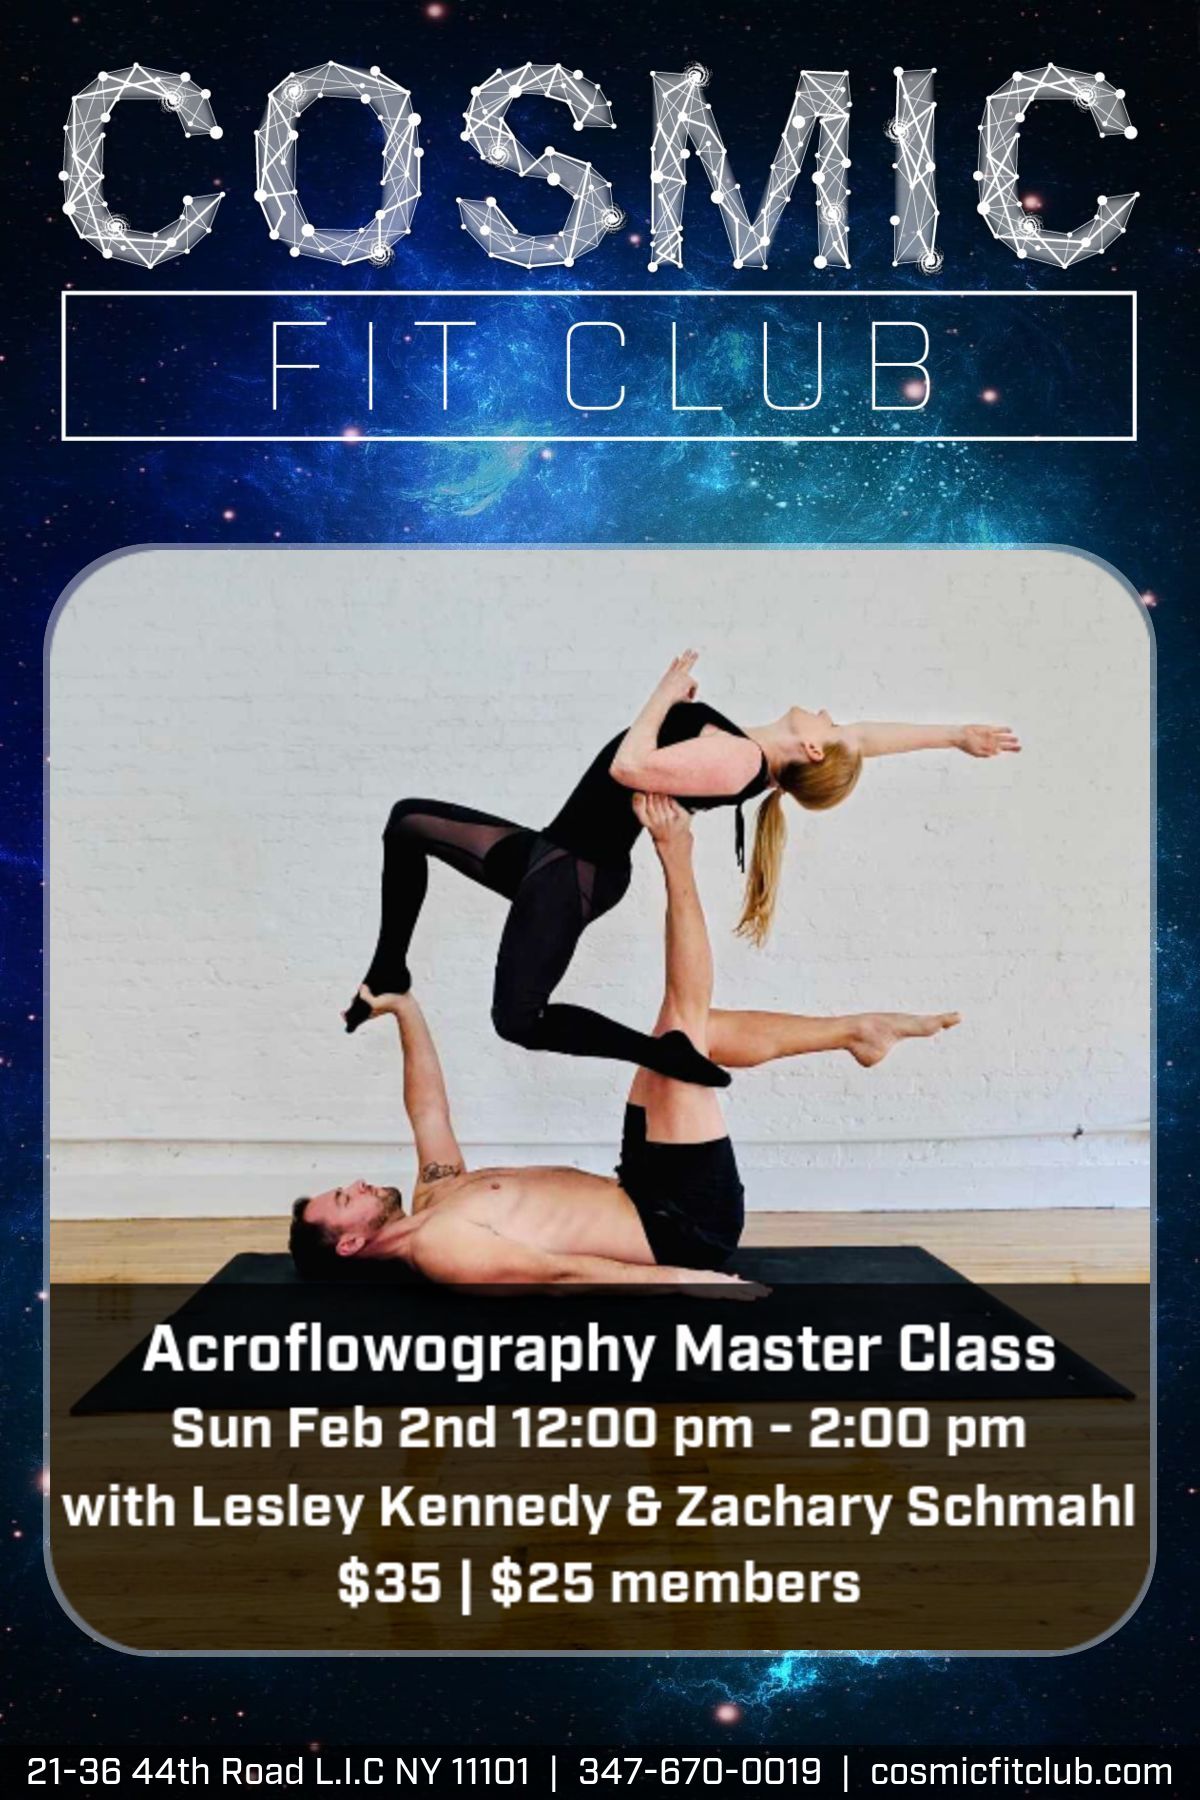 COSMIC
FIT CLUB
Acroflowography Master Class
Sun Feb 2nd 12:00 pm - 2:00 pm
with Lesley Kennedy & Zachary Schmahl
$35 | $25 members
21-36 44th Road L.I.C NY 11101 | 347-670-0019 | cosmicfitclub.com